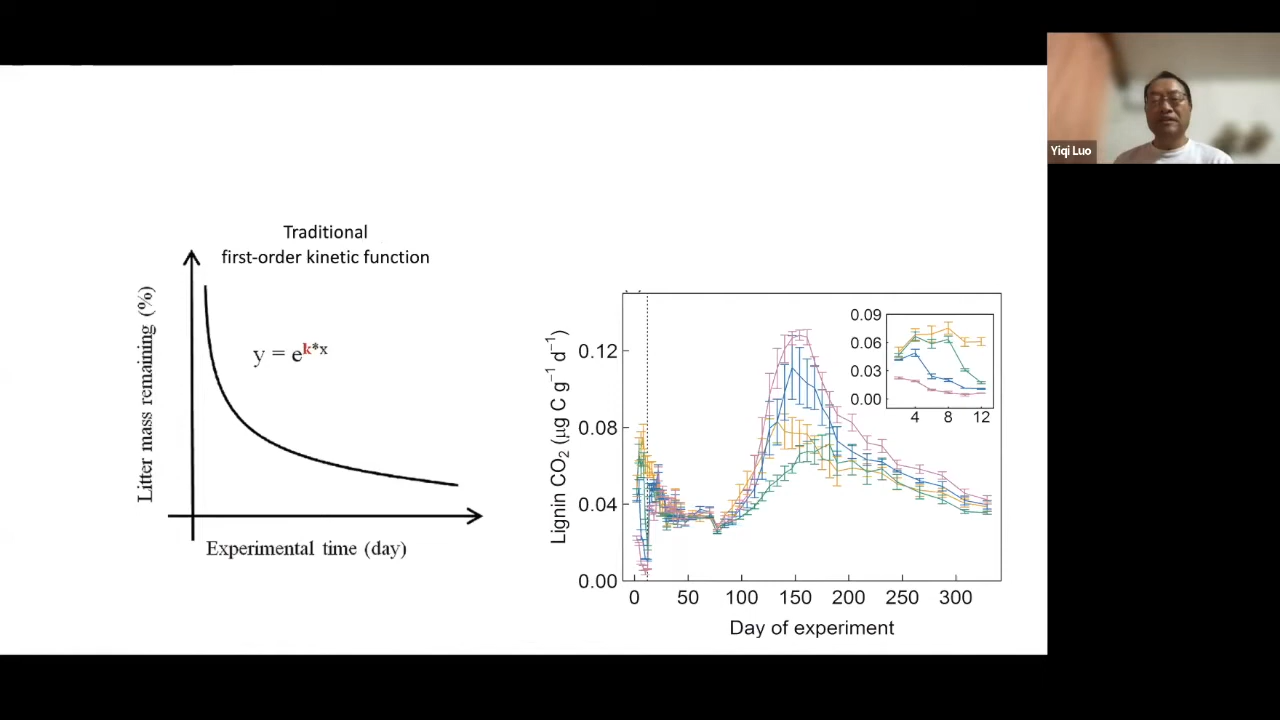 Yiqi Luo
Traditional
first-order kinetic function
Litter mass remaining (%)
y = e^k*x
Experimental time (day)
Lignin CO₂ (µg C g⁻¹ d⁻¹)
0.12
0.08
0.04
0.00
0 50 100 150 200 250 300
Day of experiment
0.09
0.06
0.03
0.00
4 8 12